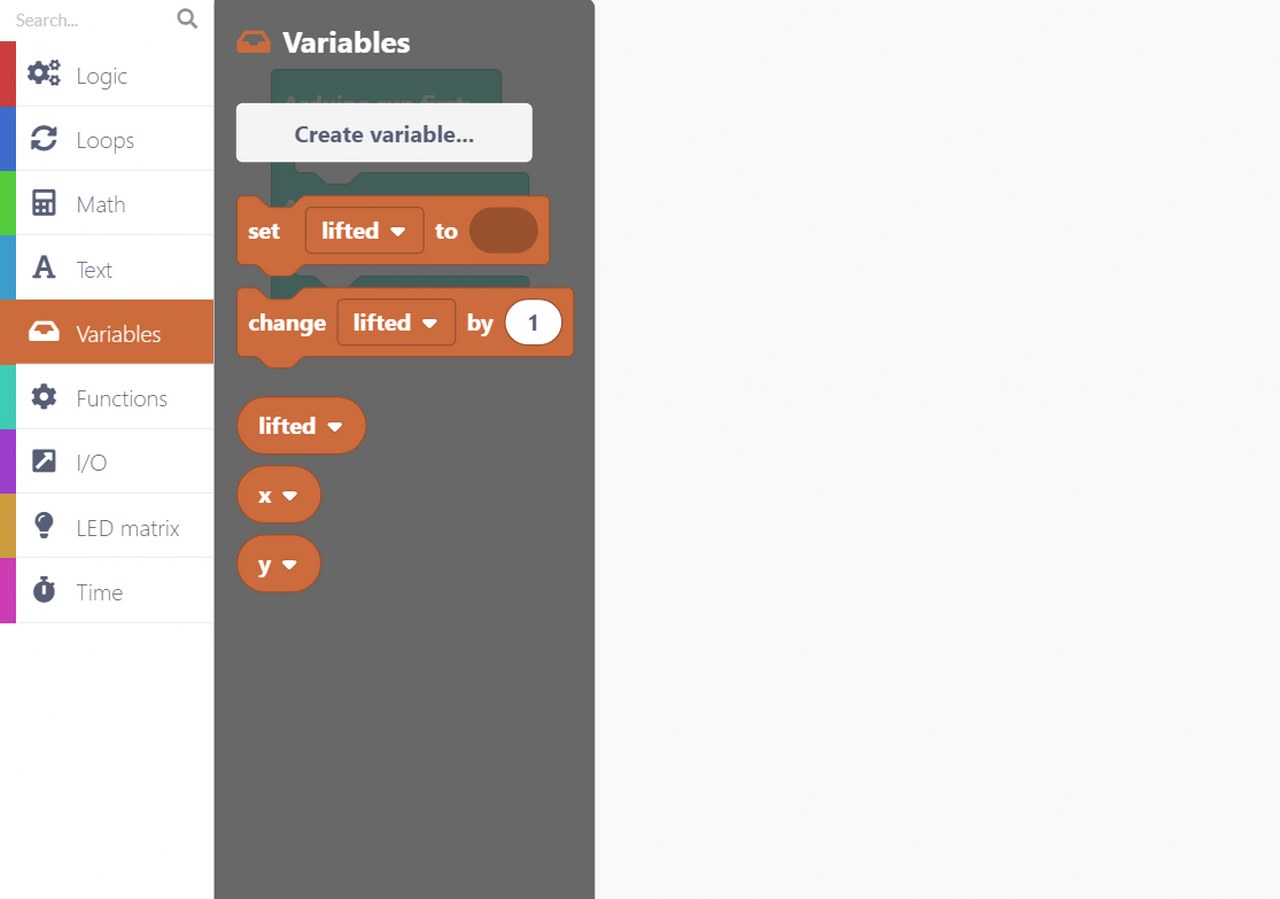 Search...
Logic
Loops
Math
Text
Variables
Functions
I/O
LED matrix
Time
Variables
Create variable...
set lifted to
change lifted by 1
lifted
x
y